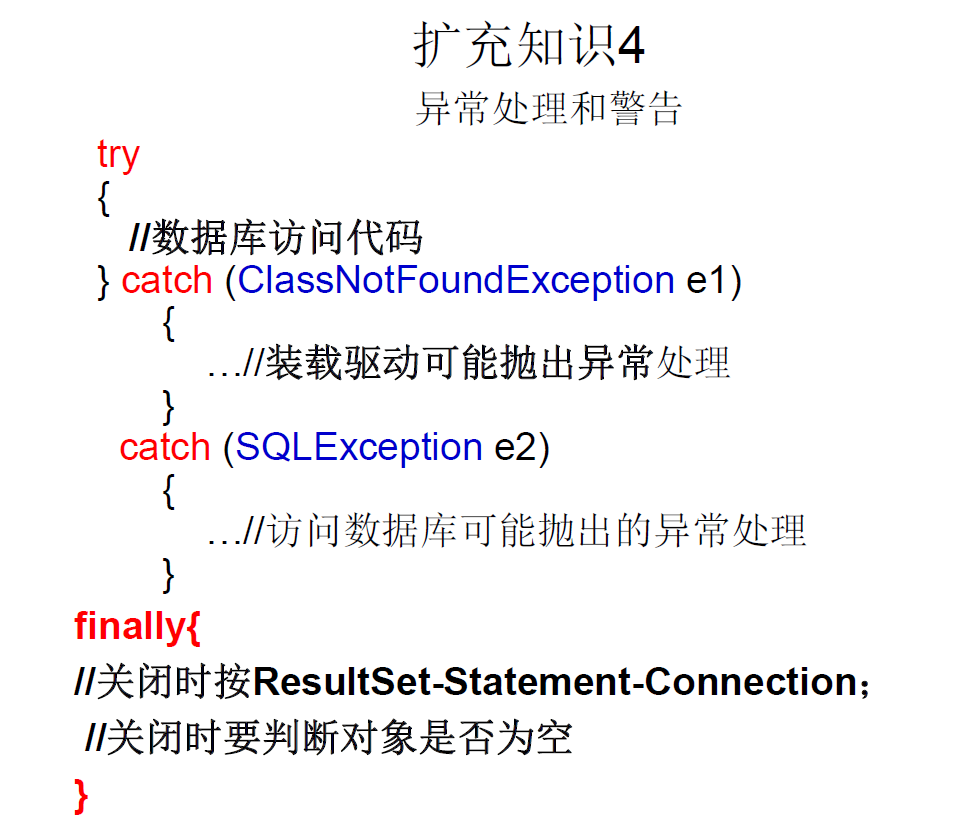 扩充知识4
异常处理和警告
try
{
//数据库访问代码
} catch (ClassNotFoundException e1)
{
…//装载驱动可能抛出异常处理
}
catch (SQLException e2)
{
…//访问数据库可能抛出的异常处理
}
finally{
//关闭时按ResultSet-Statement-Connection；
//关闭时要判断对象是否为空
}